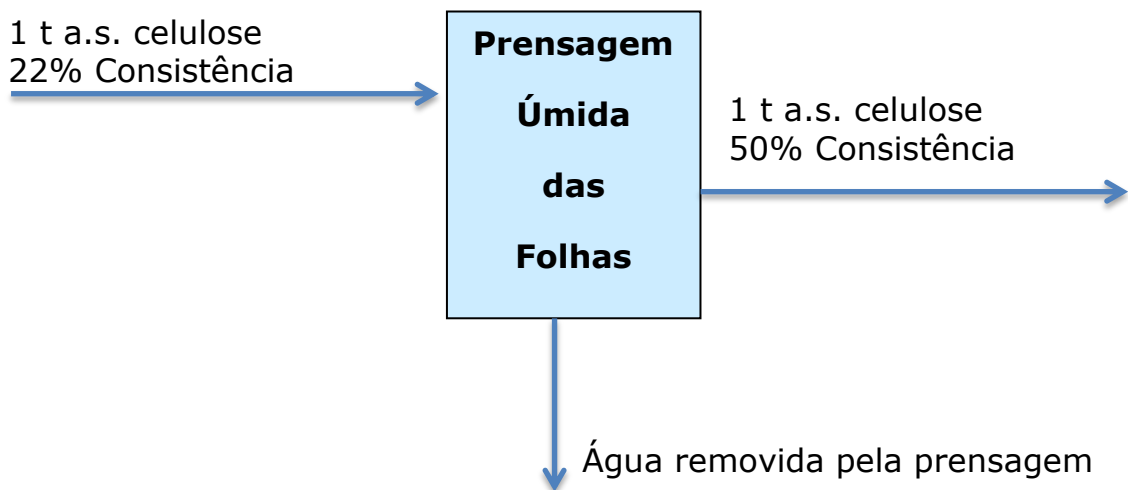 1 t a.s. celulose
22% Consistência
Prensagem
Úmida
das
Folhas
1 t a.s. celulose
50% Consistência
Água removida pela prensagem